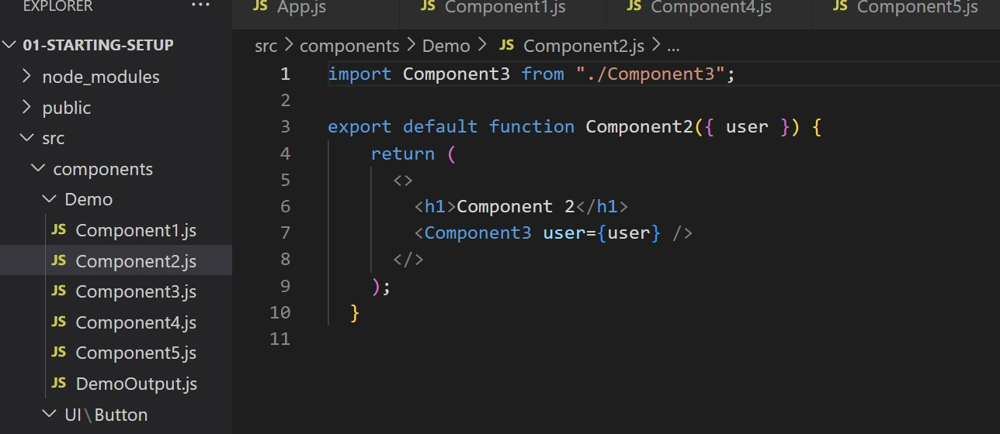 EXPLORER ...
01-STARTING-SETUP
node_modules
public
src
components
Demo
JS Component1.js
JS Component2.js
JS Component3.js
JS Component4.js
JS Component5.js
JS DemoOutput.js
UI\Button
JS App.js JS Component1.js JS Component4.js JS Component5.js
src > components > Demo > JS Component2.js > ...
1 import Component3 from "./Component3";
2
3 export default function Component2({ user }) {
4     return (
5       <>
6         <h1>Component 2</h1>
7         <Component3 user={user} />
8       </>
9     );
10   }
11